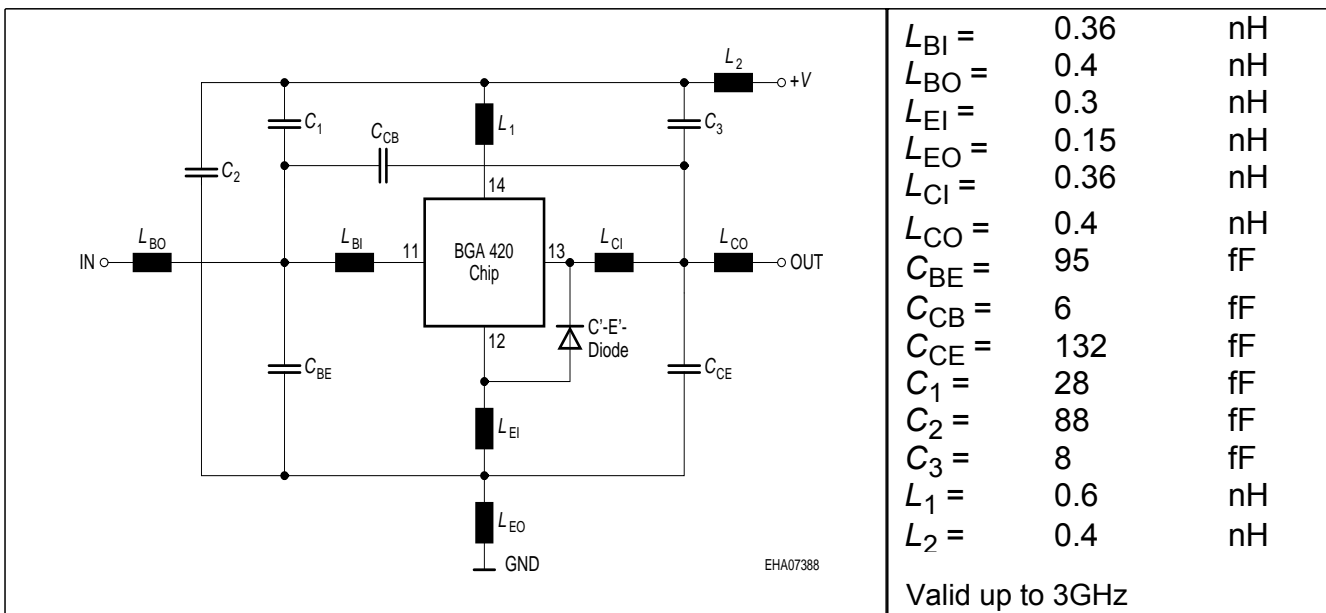 L2
+V
C1
L1
C3
CCB
C2
14
LBO
LBI
LCI
LCO
IN
11
BGA 420
Chip
13
OUT
12
C'-E'-
Diode
CBE
CCE
LEI
LEO
GND
EHA07388
LBI = 0.36 nH
LBO = 0.4 nH
LEI = 0.3 nH
LEO = 0.15 nH
LCI = 0.36 nH
LCO = 0.4 nH
CBE = 95 fF
CCB = 6 fF
CCE = 132 fF
C1 = 28 fF
C2 = 88 fF
C3 = 8 fF
L1 = 0.6 nH
L2 = 0.4 nH
Valid up to 3GHz